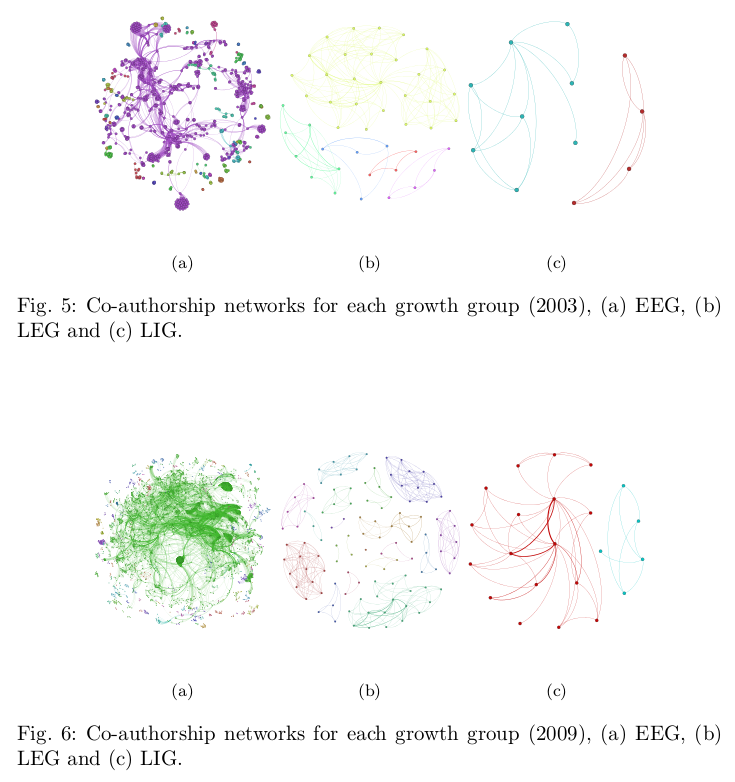 (a) (b) (c)
Fig. 5: Co-authorship networks for each growth group (2003), (a) EEG, (b)
LEG and (c) LIG.
(a) (b) (c)
Fig. 6: Co-authorship networks for each growth group (2009), (a) EEG, (b)
LEG and (c) LIG.